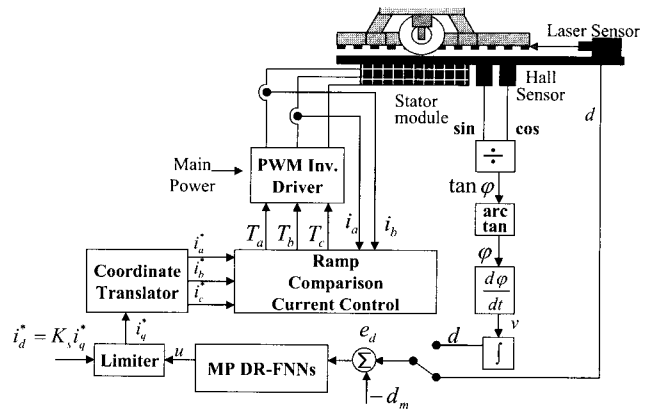 Laser Sensor
Hall
Sensor
Stator
module
d
sin
cos
÷
Main
Power
PWM Inv.
Driver
tan φ
arc
tan
T_a
T_b
T_c
i_a
i_b
φ
i_a^*
i_b^*
i_c^*
Coordinate
Translator
Ramp
Comparison
Current Control
dφ
dt
v
i_d^* = K_s i_q^*
i_q^*
e_d
d
∫
Limiter
u
MP DR-FNNs
Σ
-d_m